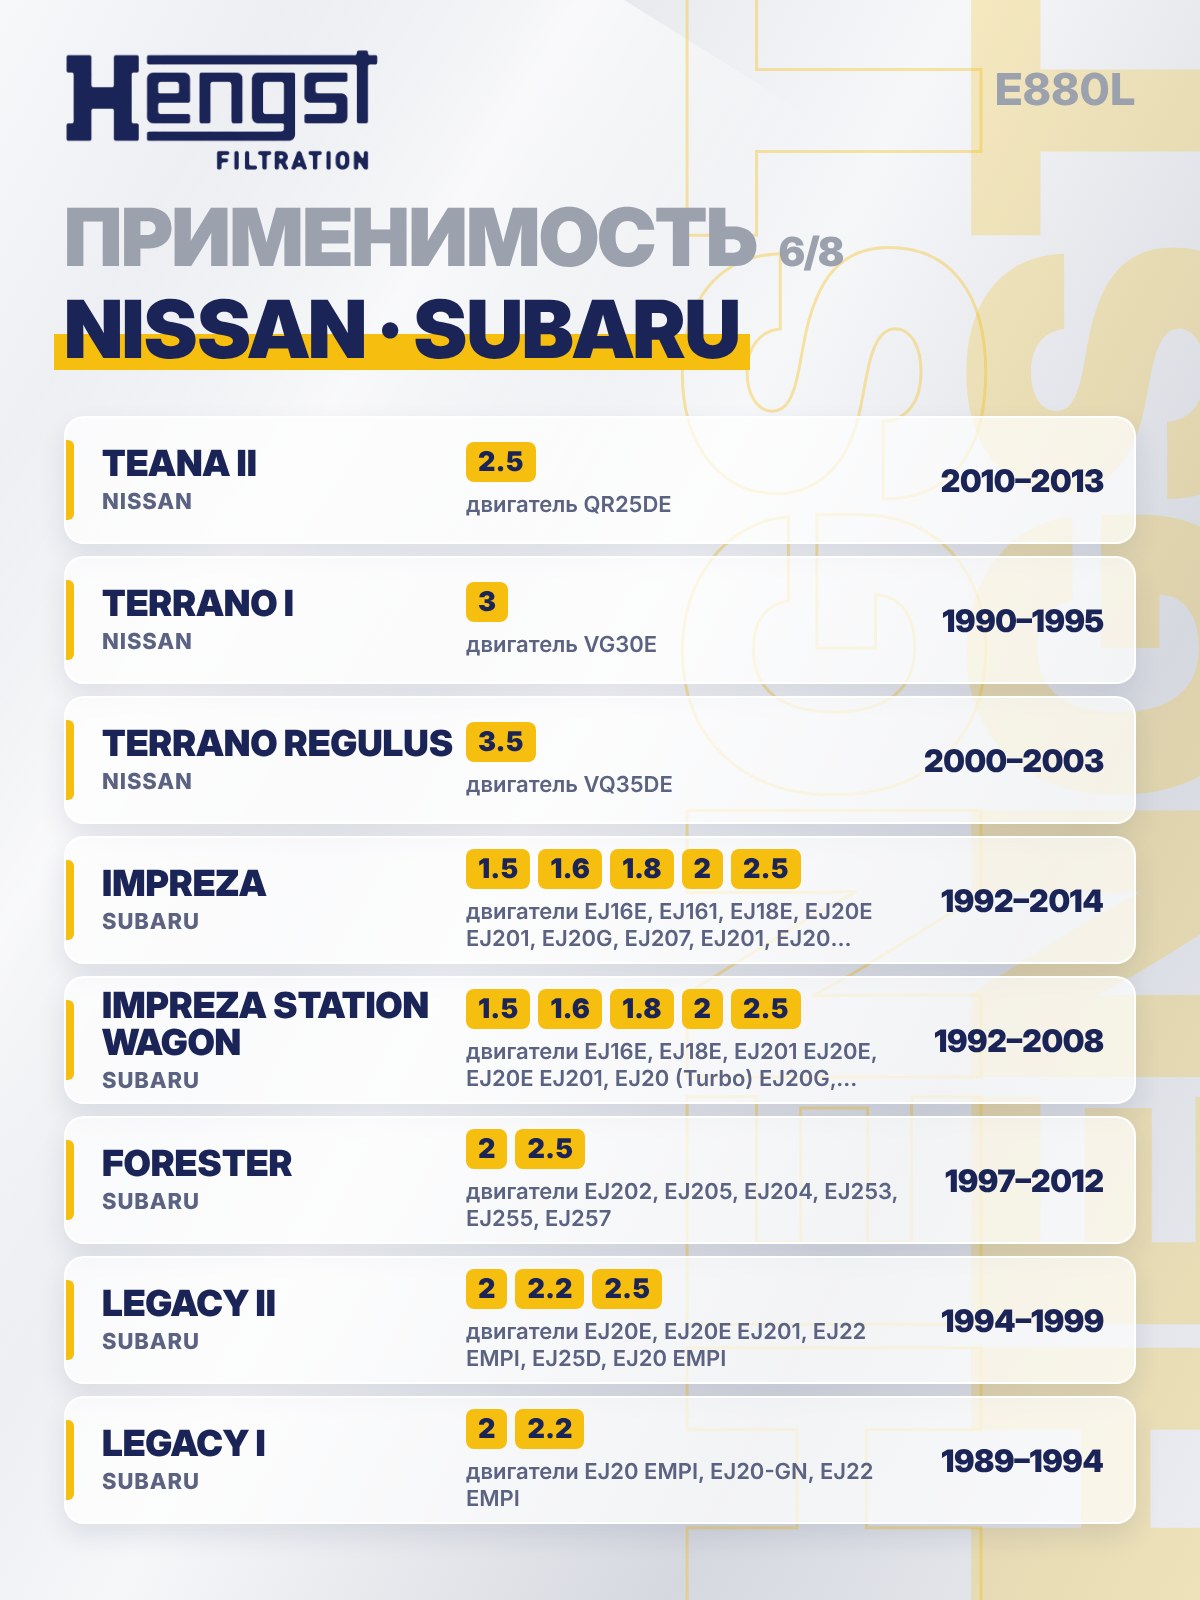 Hengst
FILTRATION
E880L
ПРИМЕНИМОСТЬ 6/8
NISSAN · SUBARU
TEANA II
NISSAN
2.5
двигатель QR25DE
2010–2013
TERRANO I
NISSAN
3
двигатель VG30E
1990–1995
TERRANO REGULUS
NISSAN
3.5
двигатель VQ35DE
2000–2003
IMPREZA
SUBARU
1.5 1.6 1.8 2 2.5
двигатели EJ16E, EJ161, EJ18E, EJ20E
EJ201, EJ20G, EJ207, EJ201, EJ20...
1992–2014
IMPREZA STATION
WAGON
SUBARU
1.5 1.6 1.8 2 2.5
двигатели EJ16E, EJ18E, EJ201 EJ20E,
EJ20E EJ201, EJ20 (Turbo) EJ20G,...
1992–2008
FORESTER
SUBARU
2 2.5
двигатели EJ202, EJ205, EJ204, EJ253,
EJ255, EJ257
1997–2012
LEGACY II
SUBARU
2 2.2 2.5
двигатели EJ20E, EJ20E EJ201, EJ22
EMPI, EJ25D, EJ20 EMPI
1994–1999
LEGACY I
SUBARU
2 2.2
двигатели EJ20 EMPI, EJ20-GN, EJ22
EMPI
1989–1994
HENGST
HENGST